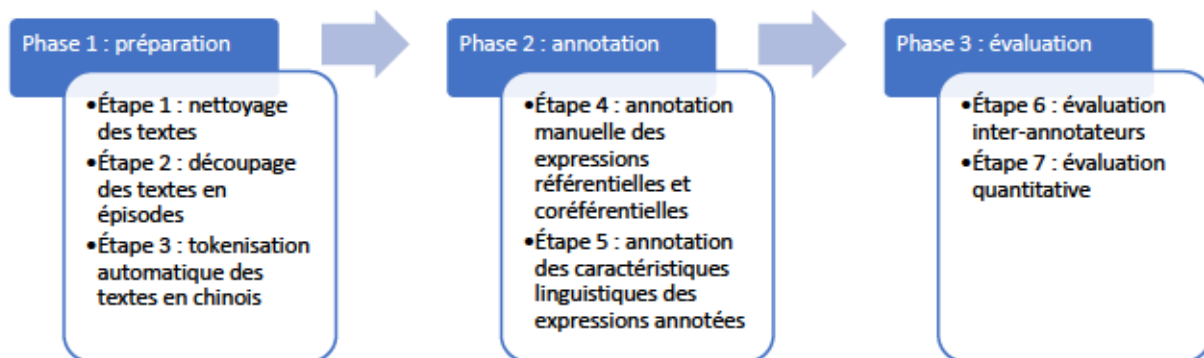 Phase 1 : préparation
•Étape 1 : nettoyage
des textes
•Étape 2 : découpage
des textes en
épisodes
•Étape 3 : tokenisation
automatique des
textes en chinois
Phase 2 : annotation
•Étape 4 : annotation
manuelle des
expressions
référentielles et
coréférentielles
•Étape 5 : annotation
des caractéristiques
linguistiques des
expressions annotées
Phase 3 : évaluation
•Étape 6 : évaluation
inter-annotateurs
•Étape 7 : évaluation
quantitative